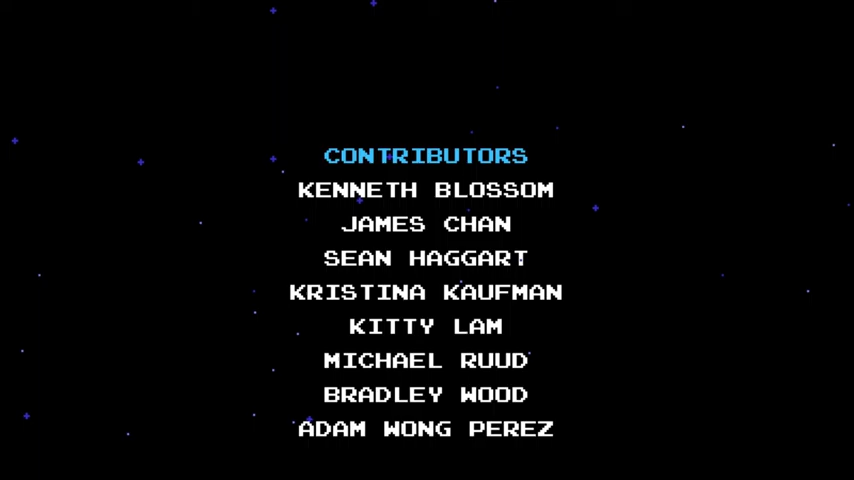 CONTRIBUTORS
KENNETH BLOSSOM
JAMES CHAN
SEAN HAGGART
KRISTINA KAUFMAN
KITTY LAM
MICHAEL RUUD
BRADLEY WOOD
ADAM WONG PEREZ